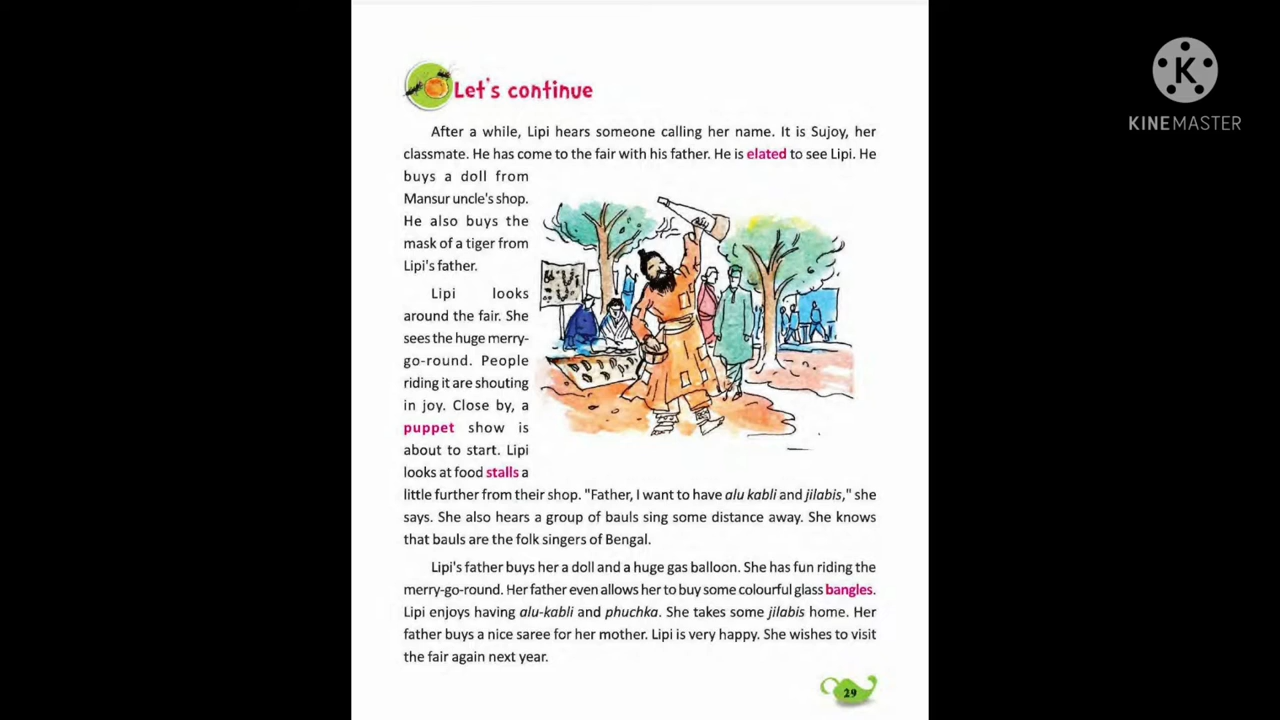 Let's continue
After a while, Lipi hears someone calling her name. It is Sujoy, her
classmate. He has come to the fair with his father. He is elated to see Lipi. He
buys a doll from
Mansur uncle's shop.
He also buys the
mask of a tiger from
Lipi's father.
Lipi looks
around the fair. She
sees the huge merry-
go-round. People
riding it are shouting
in joy. Close by, a
puppet show is
about to start. Lipi
looks at food stalls a
little further from their shop. "Father, I want to have alu kabli and jilabis," she
says. She also hears a group of bauls sing some distance away. She knows
that bauls are the folk singers of Bengal.
Lipi's father buys her a doll and a huge gas balloon. She has fun riding the
merry-go-round. Her father even allows her to buy some colourful glass bangles.
Lipi enjoys having alu-kabli and phuchka. She takes some jilabis home. Her
father buys a nice saree for her mother. Lipi is very happy. She wishes to visit
the fair again next year.
29
K
KINEMASTER